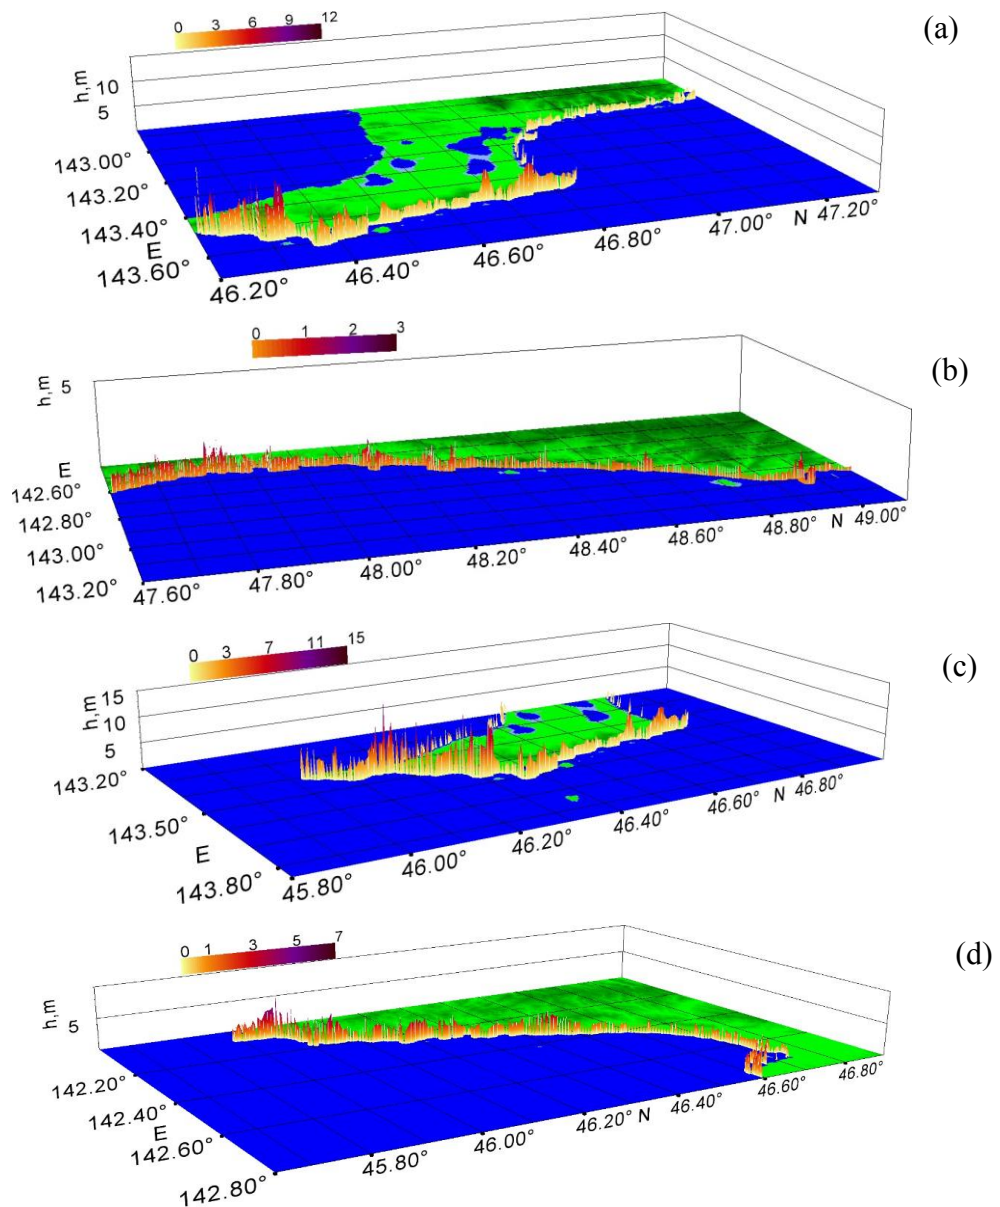 0 3 6 9 12
(a)
h,m
10
5
143.00°
143.20°
143.40°
E
143.60°
46.20°
46.40°
46.60°
46.80°
47.00°
N
47.20°
0 1 2 3
(b)
h,m
5
E
142.60°
142.80°
143.00°
143.20°
47.60°
47.80°
48.00°
48.20°
48.40°
48.60°
48.80°
N
49.00°
0 3 7 11 15
(c)
h,m
15
10
5
143.20°
143.50°
E
143.80°
45.80°
46.00°
46.20°
46.40°
46.60°
N
46.80°
0 1 3 5 7
(d)
h,m
5
142.20°
142.40°
E
142.60°
142.80°
45.80°
46.00°
46.20°
N
46.40°
46.60°
46.80°